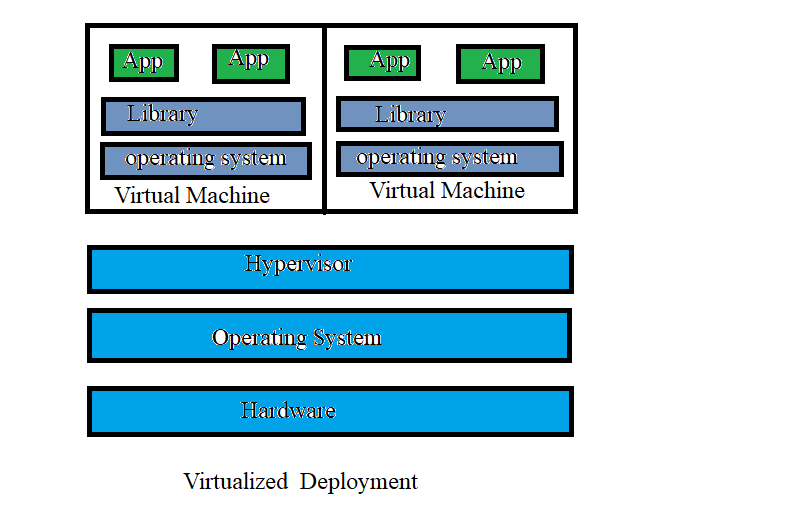 App App App App
Library Library
operating system operating system
Virtual Machine Virtual Machine
Hypervisor
Operating System
Hardware
Virtualized Deployment